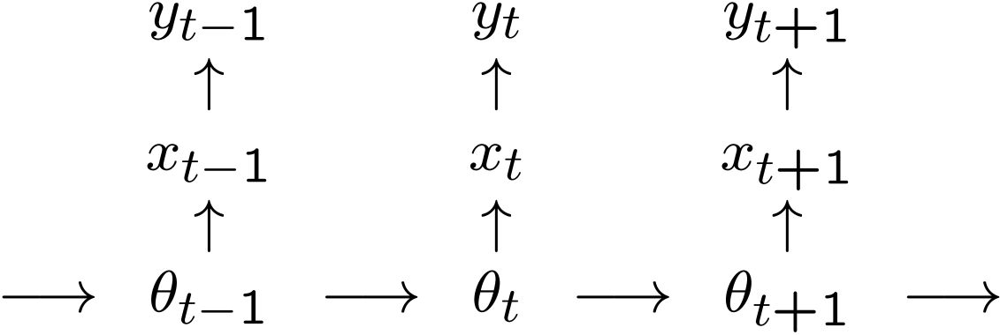 y_{t−1} y_t y_{t+1}
↑ ↑ ↑
x_{t−1} x_t x_{t+1}
↑ ↑ ↑
⟶ θ_{t−1} ⟶ θ_t ⟶ θ_{t+1} ⟶